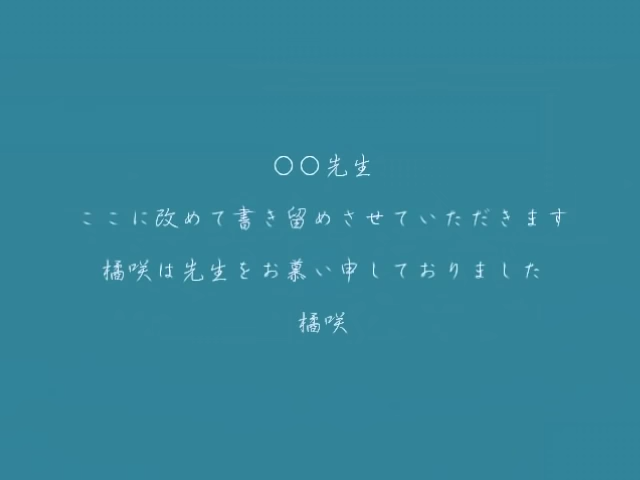 〇〇先生
ここに改めて書き留めさせていただきます
橘咲は先生をお慕い申しておりました
橘咲